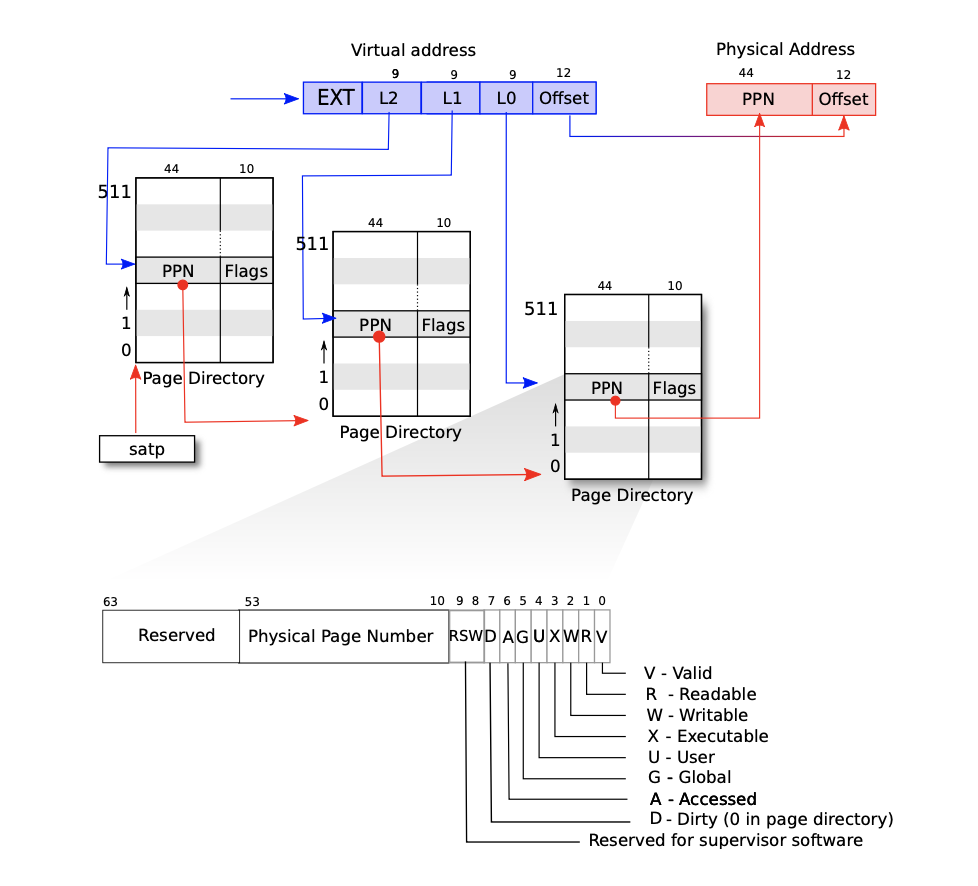 Virtual address
Physical Address
9 9 9 12
44 12
EXT L2 L1 L0 Offset
PPN Offset
44 10
511
PPN Flags
1
0
Page Directory
satp
44 10
511
PPN Flags
1
0
Page Directory
44 10
511
PPN Flags
1
0
Page Directory
63 53 10 9 8 7 6 5 4 3 2 1 0
Reserved Physical Page Number RSW D A G U X W R V
V - Valid
R - Readable
W - Writable
X - Executable
U - User
G - Global
A - Accessed
D - Dirty (0 in page directory)
Reserved for supervisor software